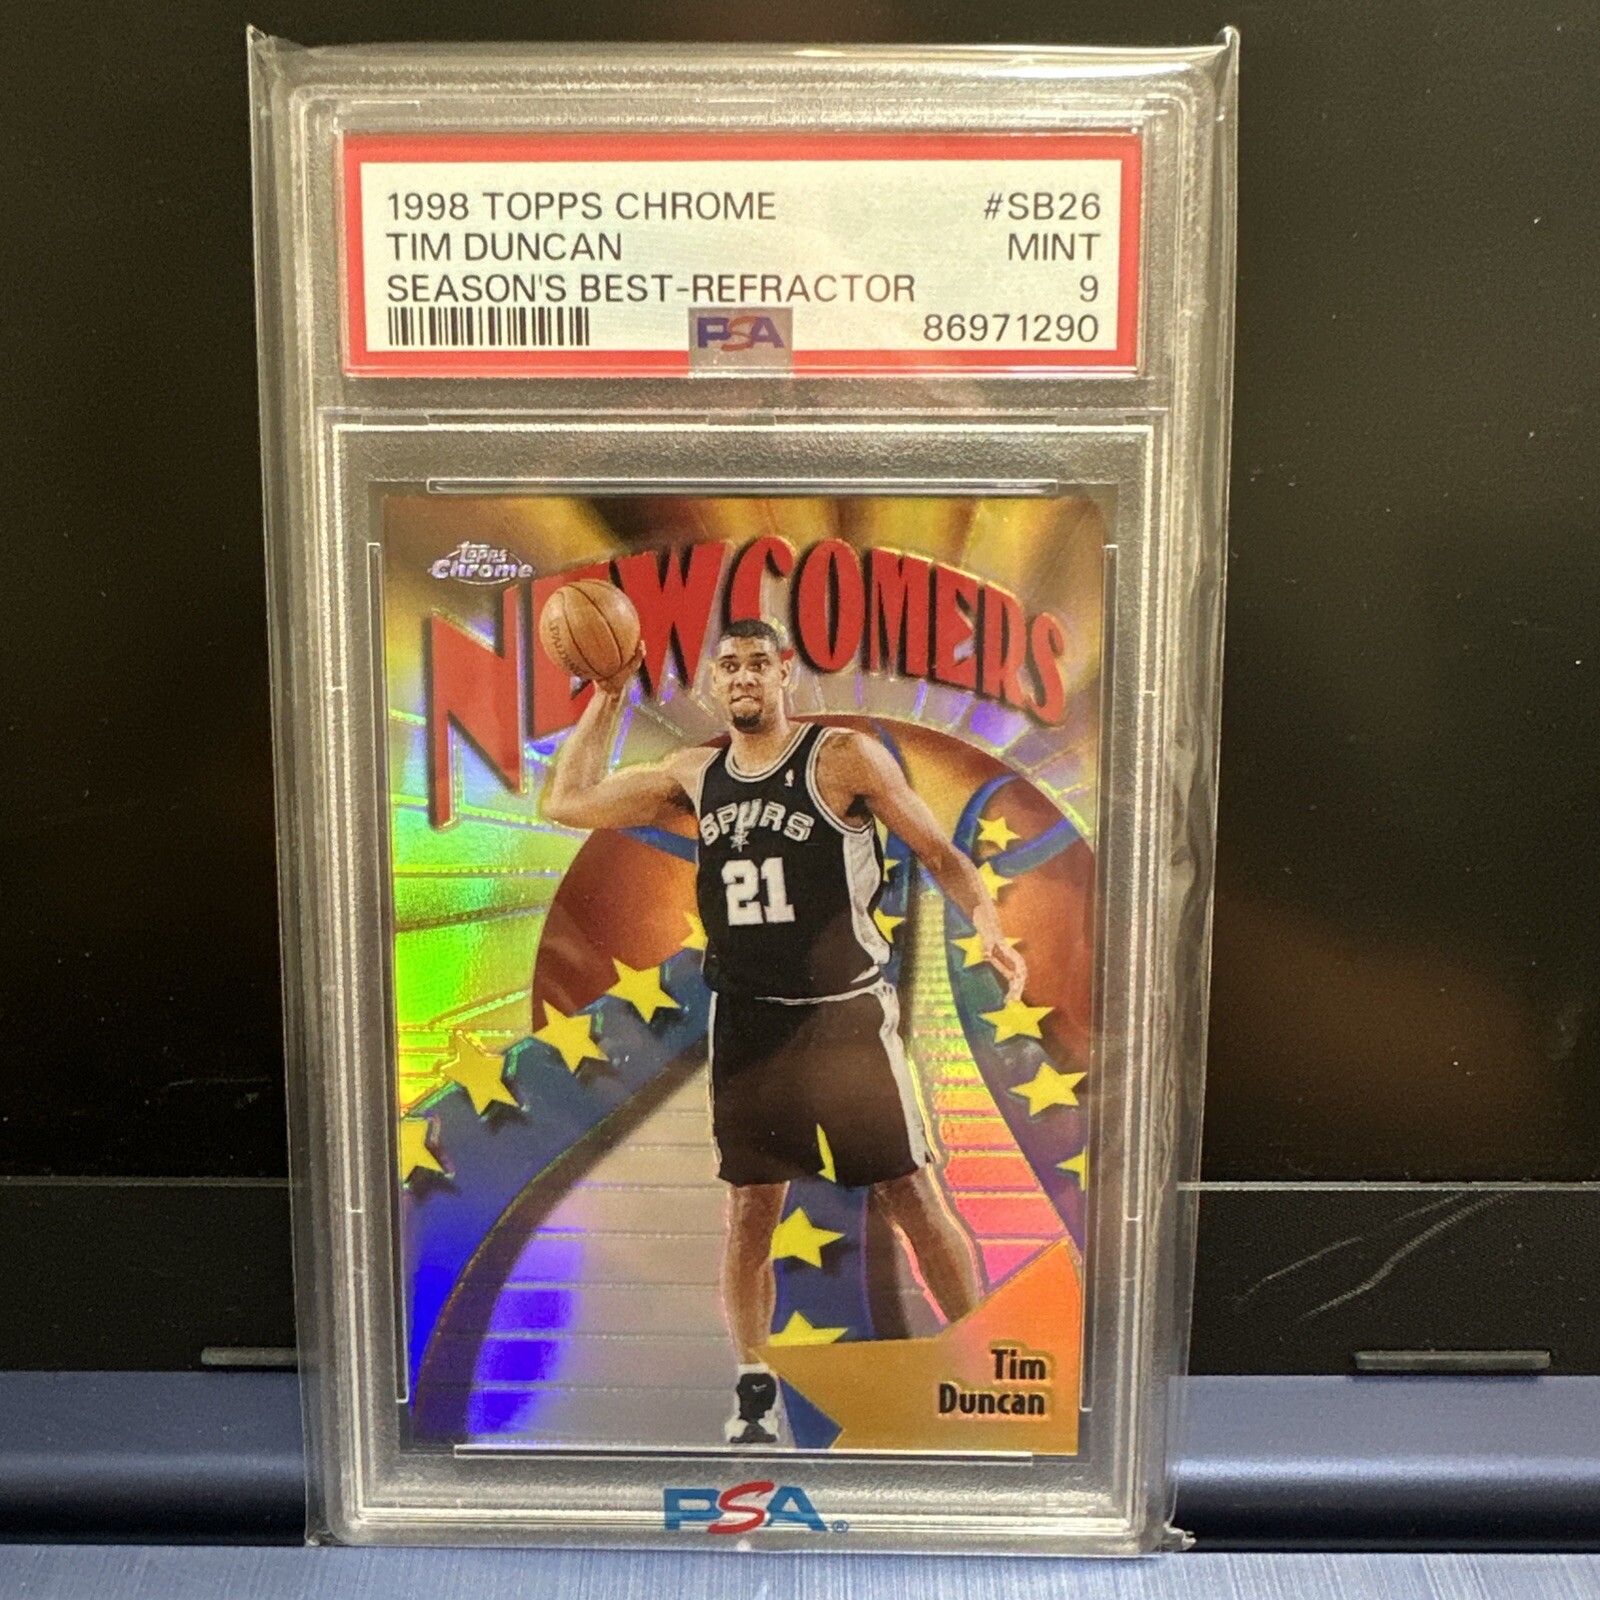 1998 TOPPS CHROME #SB26
TIM DUNCAN MINT
SEASON'S BEST-REFRACTOR 9
PSA 86971290
Topps
Chrome
NEWCOMERS
SPALDING
SPURS
21
Tim
Duncan
PSA®